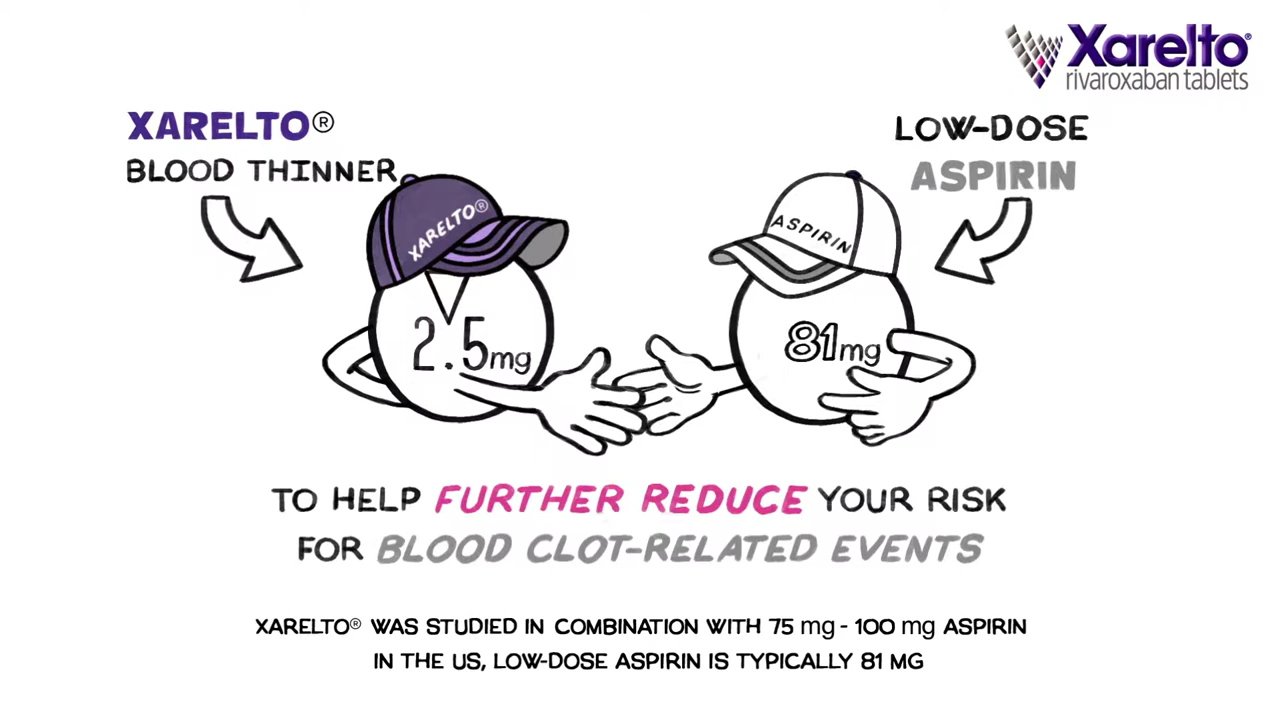 Xarelto®
rivaroxaban tablets
XARELTO®
BLOOD THINNER
LOW-DOSE
ASPIRIN
XARELTO®
ASPIRIN
2.5mg
81mg
TO HELP FURTHER REDUCE YOUR RISK
FOR BLOOD CLOT-RELATED EVENTS
XARELTO® WAS STUDIED IN COMBINATION WITH 75 mg - 100 mg ASPIRIN
IN THE US, LOW-DOSE ASPIRIN IS TYPICALLY 81 MG